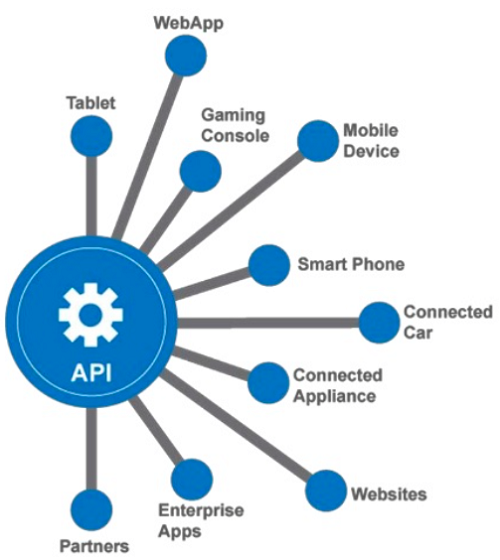 WebApp
Tablet
Gaming
Console
Mobile
Device
Smart Phone
Connected
Car
API
Connected
Appliance
Websites
Enterprise
Apps
Partners